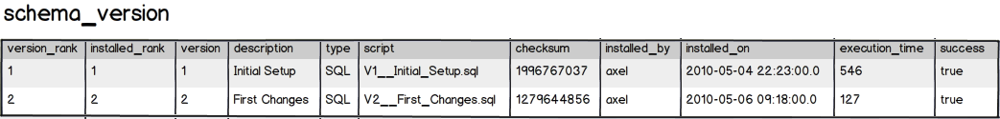 schema_version
version_rank installed_rank version description type script checksum installed_by installed_on execution_time success
1 1 1 Initial Setup SQL V1__Initial_Setup.sql 1996767037 axel 2010-05-04 22:23:00.0 546 true
2 2 2 First Changes SQL V2__First_Changes.sql 1279644856 axel 2010-05-06 09:18:00.0 127 true